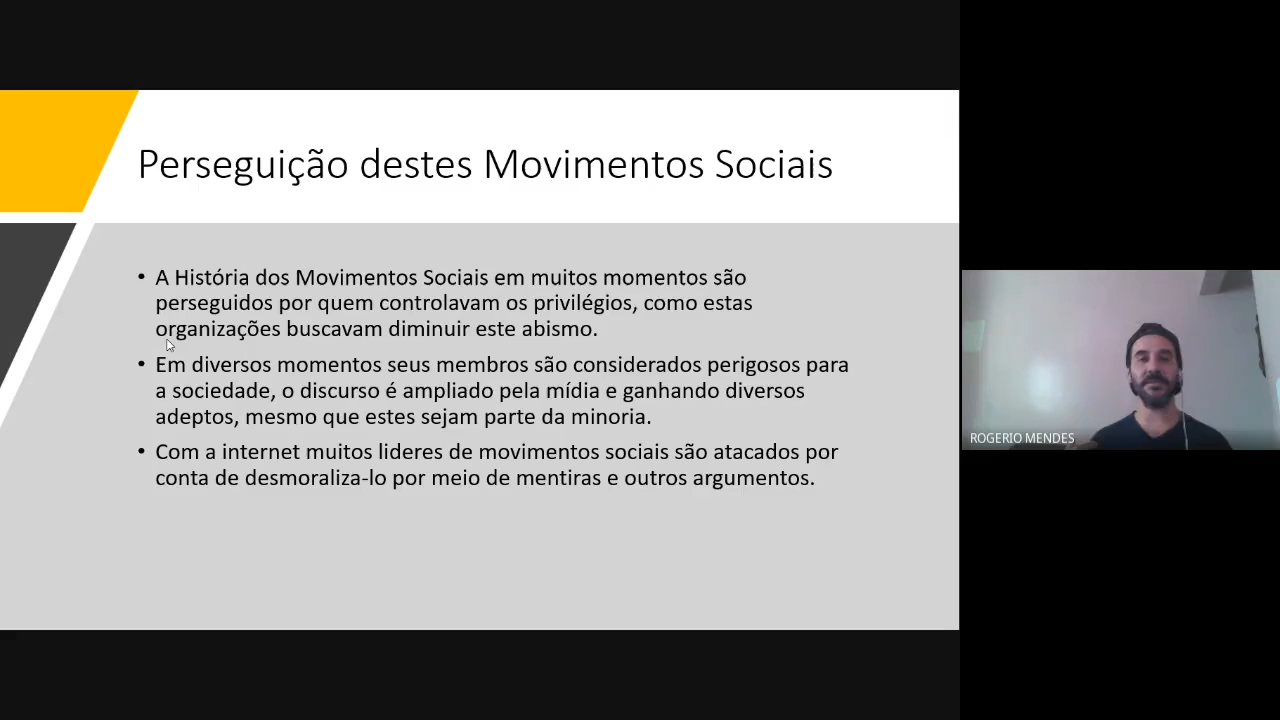 Perseguição destes Movimentos Sociais
• A História dos Movimentos Sociais em muitos momentos são
perseguidos por quem controlavam os privilégios, como estas
organizações buscavam diminuir este abismo.
• Em diversos momentos seus membros são considerados perigosos para
a sociedade, o discurso é ampliado pela mídia e ganhando diversos
adeptos, mesmo que estes sejam parte da minoria.
• Com a internet muitos lideres de movimentos sociais são atacados por
conta de desmoraliza-lo por meio de mentiras e outros argumentos.
ROGERIO MENDES